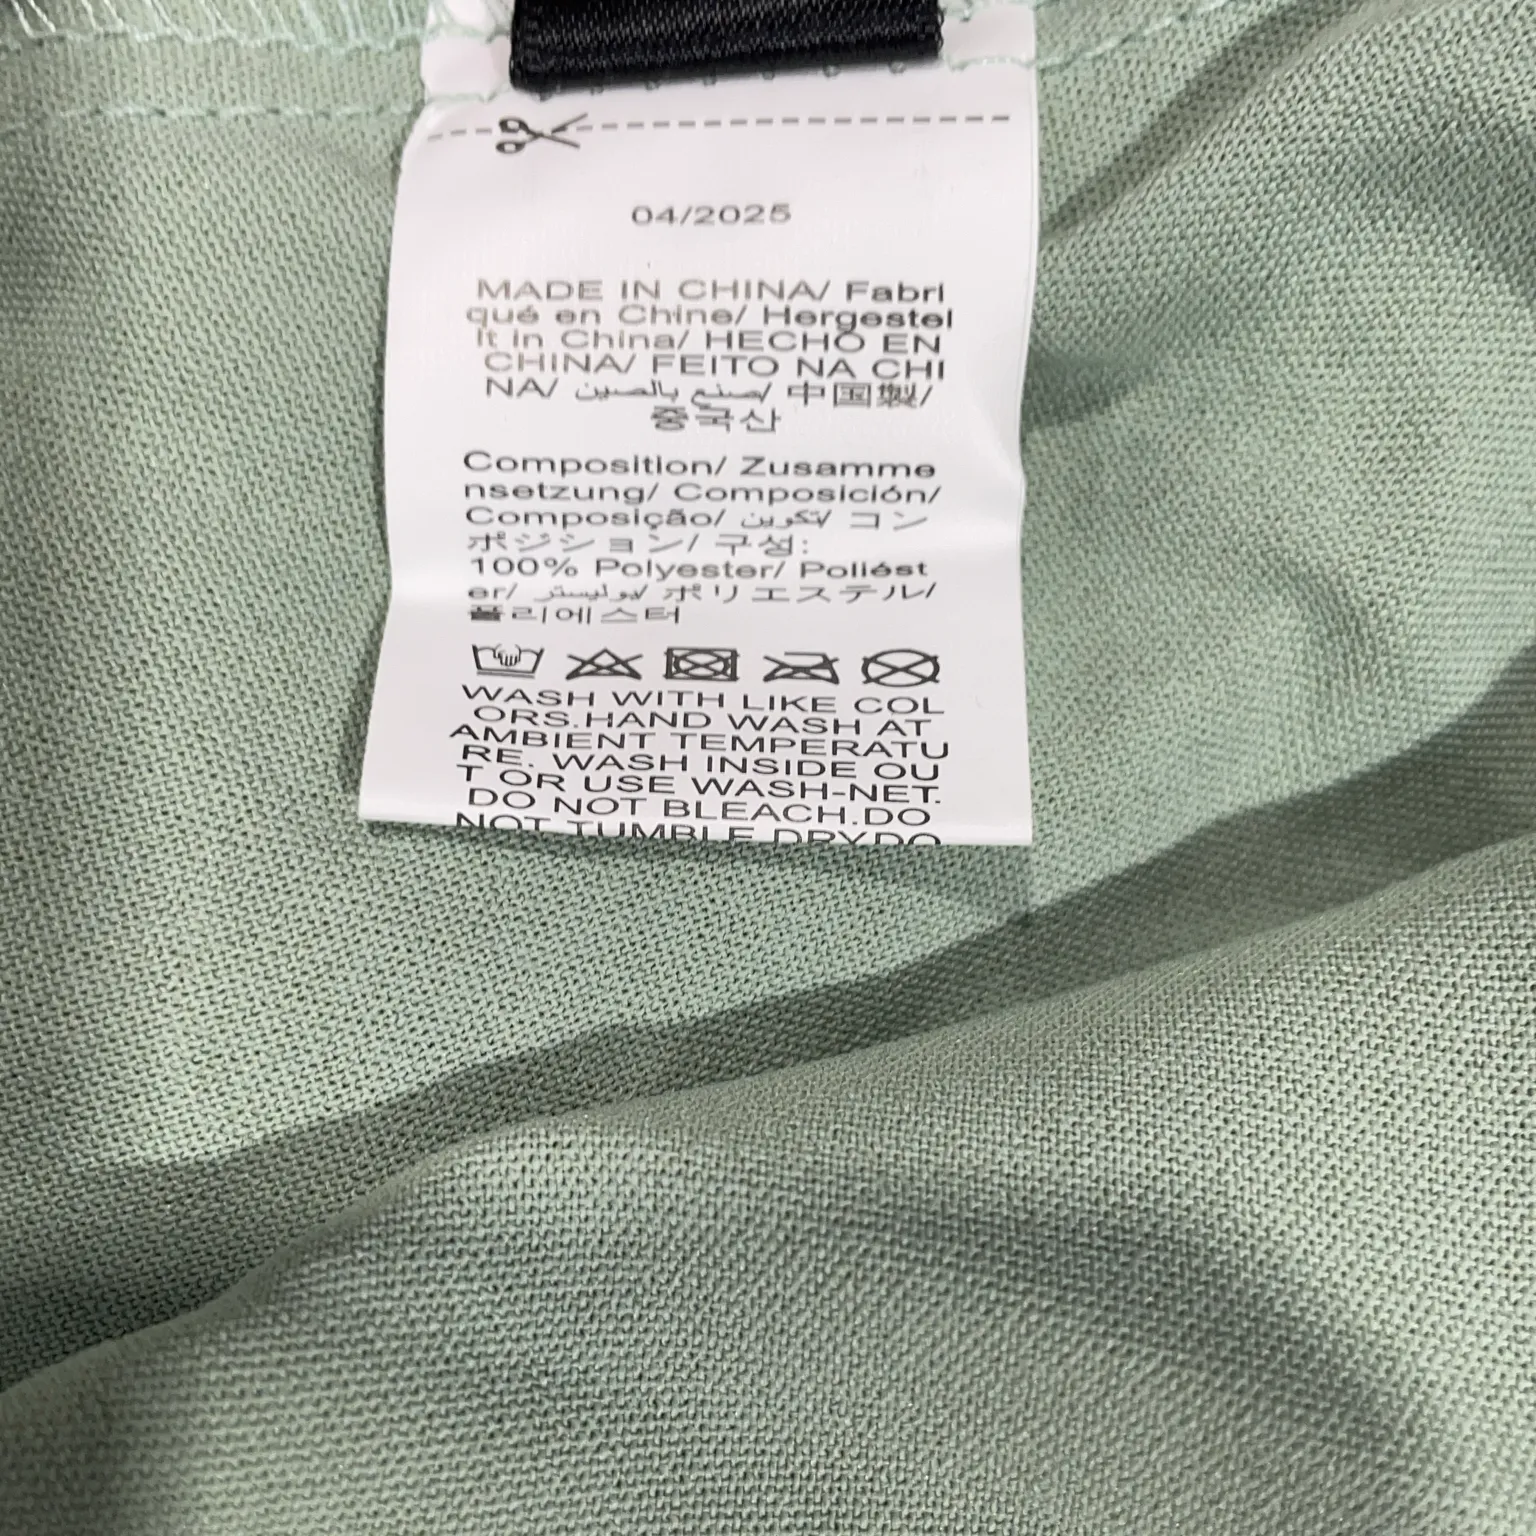 04/2025
MADE IN CHINA/ Fabri
qué en Chine/ Hergestel
lt in China/ HECHO EN
CHINA/ FEITO NA CHI
NA/ صنع بالصين/ 中国製/
중국산
Composition/ Zusamme
nsetzung/ Composición/
Composição/ تكوين/ コン
ポジション/ 구성:
100% Polyester/ Poliést
er/ بوليستر/ ポリエステル/
폴리에스터
WASH WITH LIKE COL
ORS.HAND WASH AT
AMBIENT TEMPERATU
RE. WASH INSIDE OU
T OR USE WASH-NET.
DO NOT BLEACH.DO
NOT TUMBLE DRY.DO